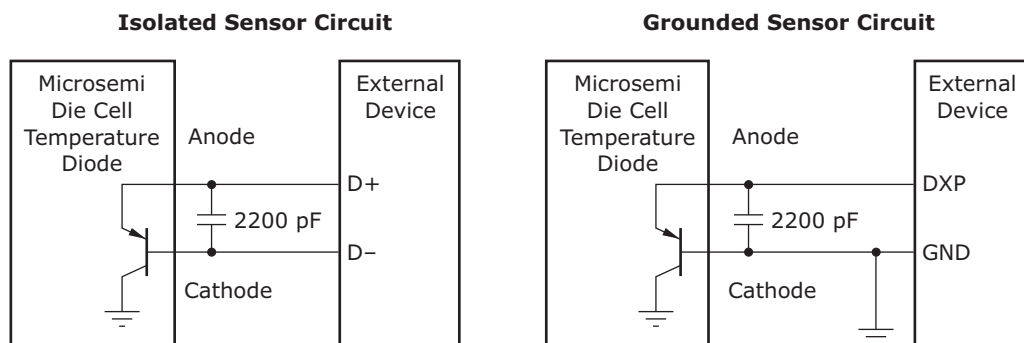 Isolated Sensor Circuit
Microsemi
Die Cell
Temperature
Diode
Anode
External
Device
D+
2200 pF
D–
Cathode
Grounded Sensor Circuit
Microsemi
Die Cell
Temperature
Diode
Anode
External
Device
DXP
2200 pF
GND
Cathode